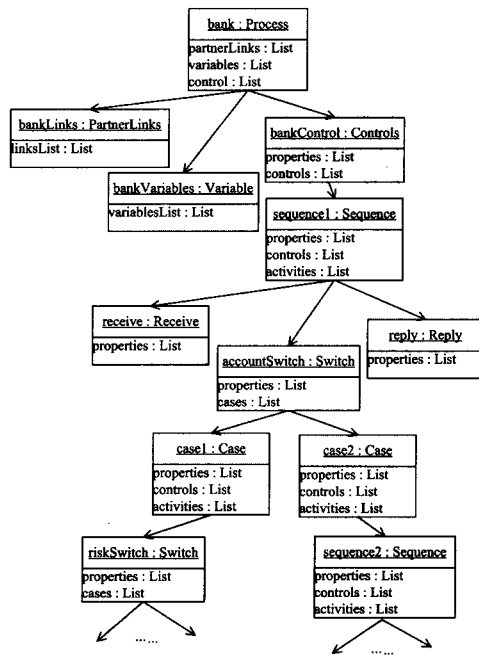 bank : Process
partnerLinks : List
variables : List
control : List
bankLinks : PartnerLinks
linksList : List
bankControl : Controls
properties : List
controls : List
bankVariables : Variable
variablesList : List
sequence1 : Sequence
properties : List
controls : List
activities : List
receive : Receive
properties : List
reply : Reply
properties : List
accountSwitch : Switch
properties : List
cases : List
case1 : Case
properties : List
controls : List
activities : List
case2 : Case
properties : List
controls : List
activities : List
riskSwitch : Switch
properties : List
cases : List
sequence2 : Sequence
properties : List
controls : List
activities : List
......
......